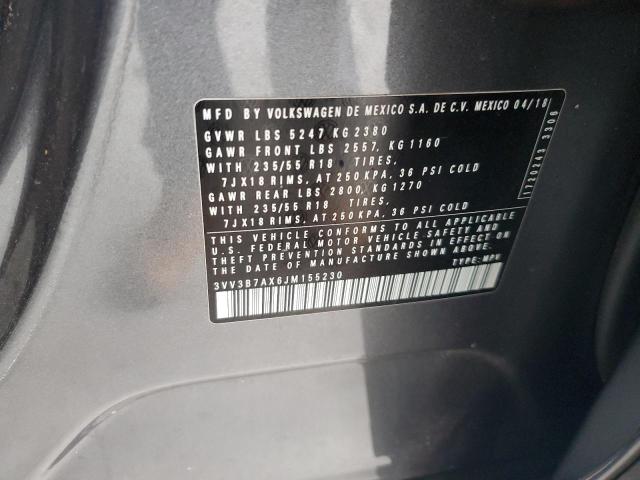 MFD BY VOLKSWAGEN DE MEXICO S.A. DE C.V. MEXICO 04/18
GVWR LBS 5247 KG 2380
GAWR FRONT LBS 2557, KG 1160
WITH 235/55 R18 TIRES,
7JX18 RIMS, AT 250 KPA, 36 PSI COLD
GAWR REAR LBS 2800, KG 1270
WITH 235/55 R18 TIRES,
7JX18 RIMS, AT 250 KPA, 36 PSI COLD
THIS VEHICLE CONFORMS TO ALL APPLICABLE
U.S. FEDERAL MOTOR VEHICLE SAFETY AND
THEFT PREVENTION STANDARDS IN EFFECT ON
THE DATE OF MANUFACTURE SHOWN ABOVE.
3VV3B7AX6JM155230
TYPE: MPV
1720243 3306